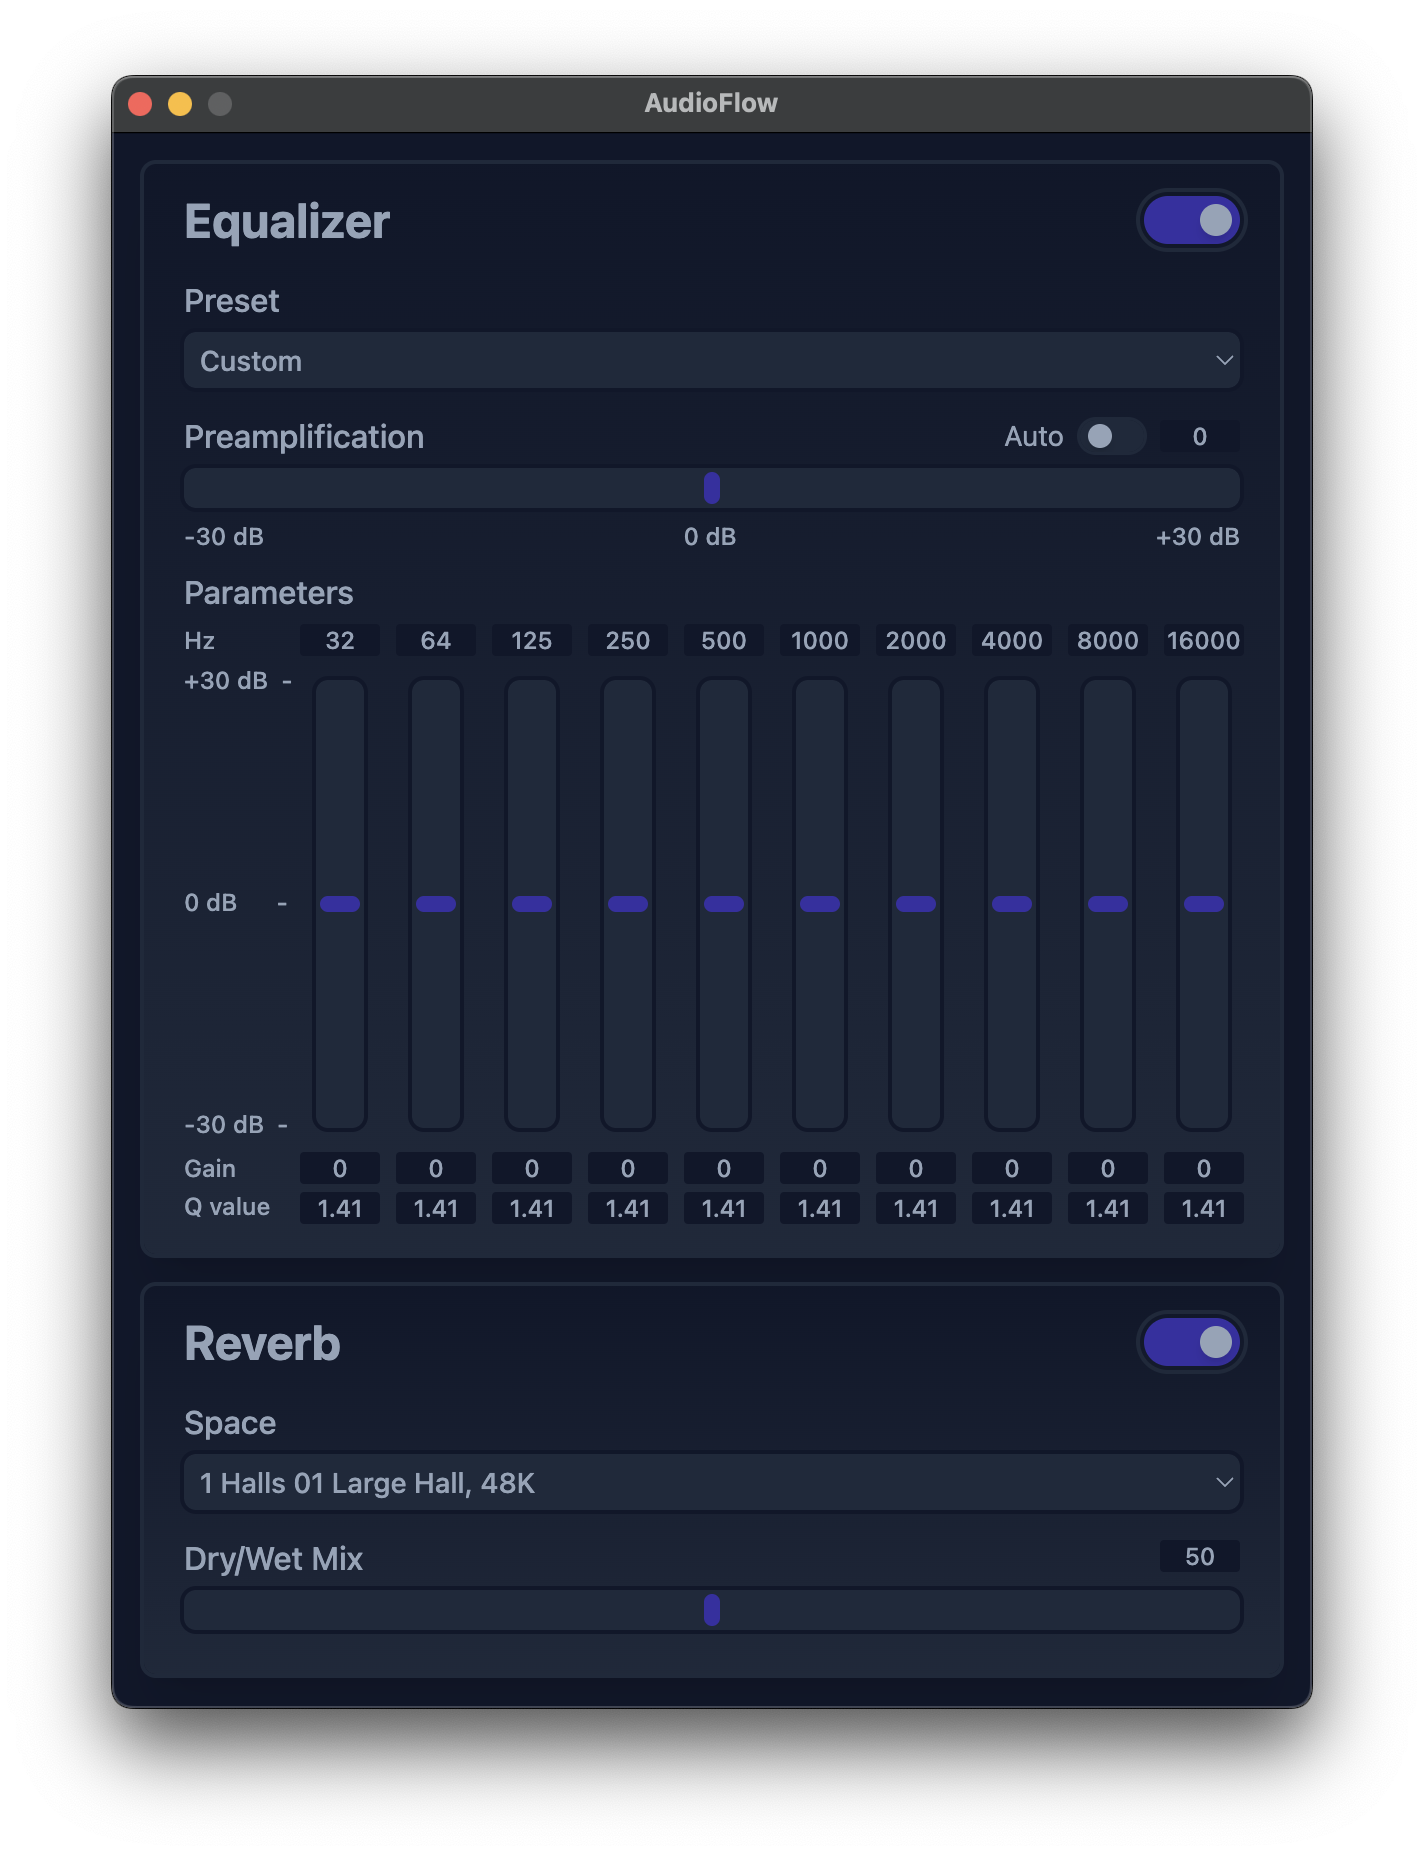 AudioFlow
Equalizer
Preset
Custom
Preamplification Auto 0
-30 dB 0 dB +30 dB
Parameters
Hz 32 64 125 250 500 1000 2000 4000 8000 16000
+30 dB -
0 dB -
-30 dB -
Gain 0 0 0 0 0 0 0 0 0 0
Q value 1.41 1.41 1.41 1.41 1.41 1.41 1.41 1.41 1.41 1.41
Reverb
Space
1 Halls 01 Large Hall, 48K
Dry/Wet Mix 50